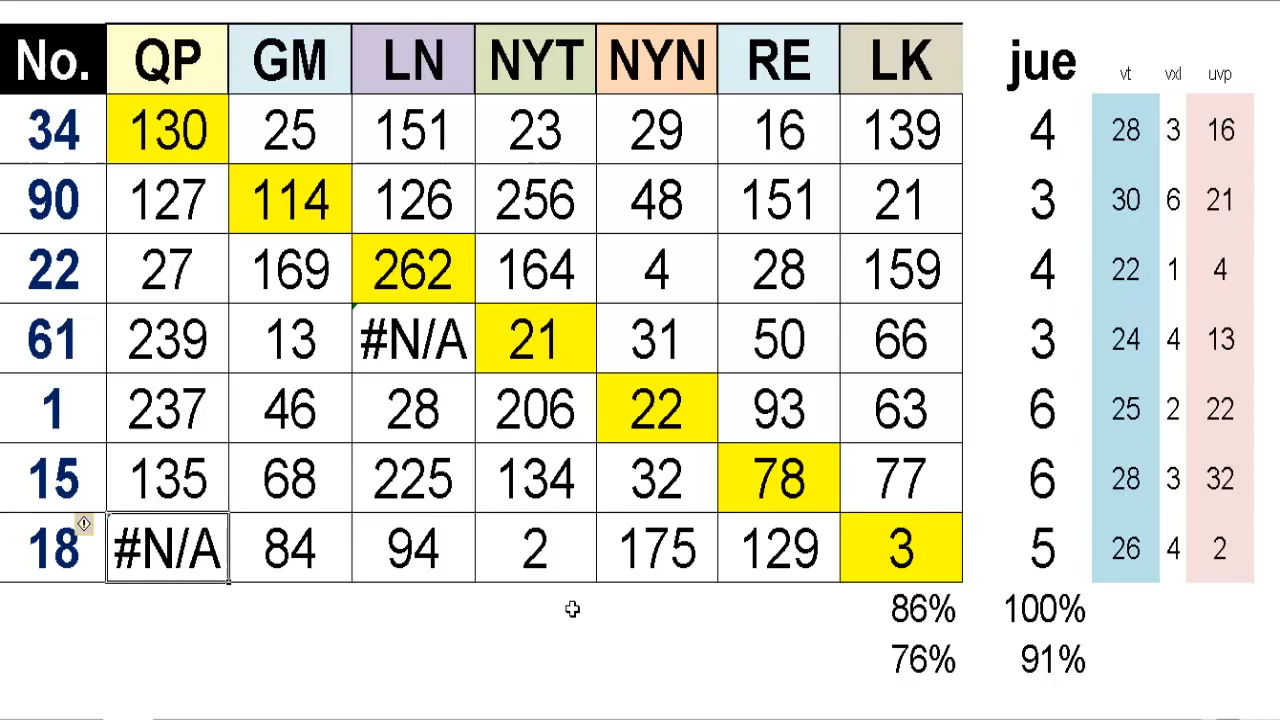 No. QP GM LN NYT NYN RE LK jue vt vxl uvp
34 130 25 151 23 29 16 139 4 28 3 16
90 127 114 126 256 48 151 21 3 30 6 21
22 27 169 262 164 4 28 159 4 22 1 4
61 239 13 #N/A 21 31 50 66 3 24 4 13
1 237 46 28 206 22 93 63 6 25 2 22
15 135 68 225 134 32 78 77 6 28 3 32
18 #N/A 84 94 2 175 129 3 5 26 4 2
86% 100%
76% 91%